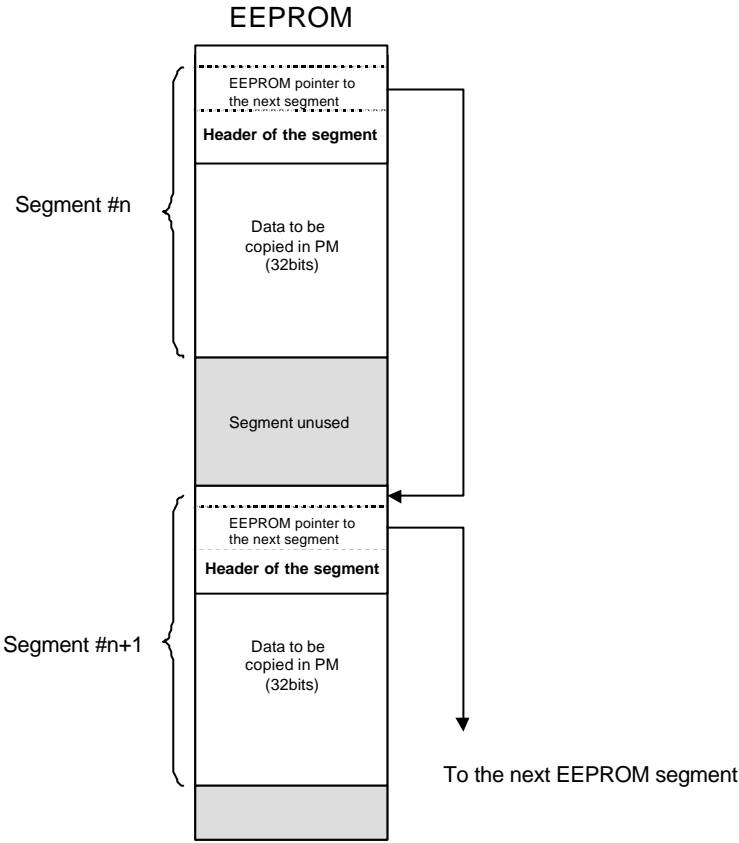 EEPROM
EEPROM pointer to
the next segment
Header of the segment
Segment #n
Data to be
copied in PM
(32bits)
Segment unused
EEPROM pointer to
the next segment
Header of the segment
Segment #n+1
Data to be
copied in PM
(32bits)
To the next EEPROM segment